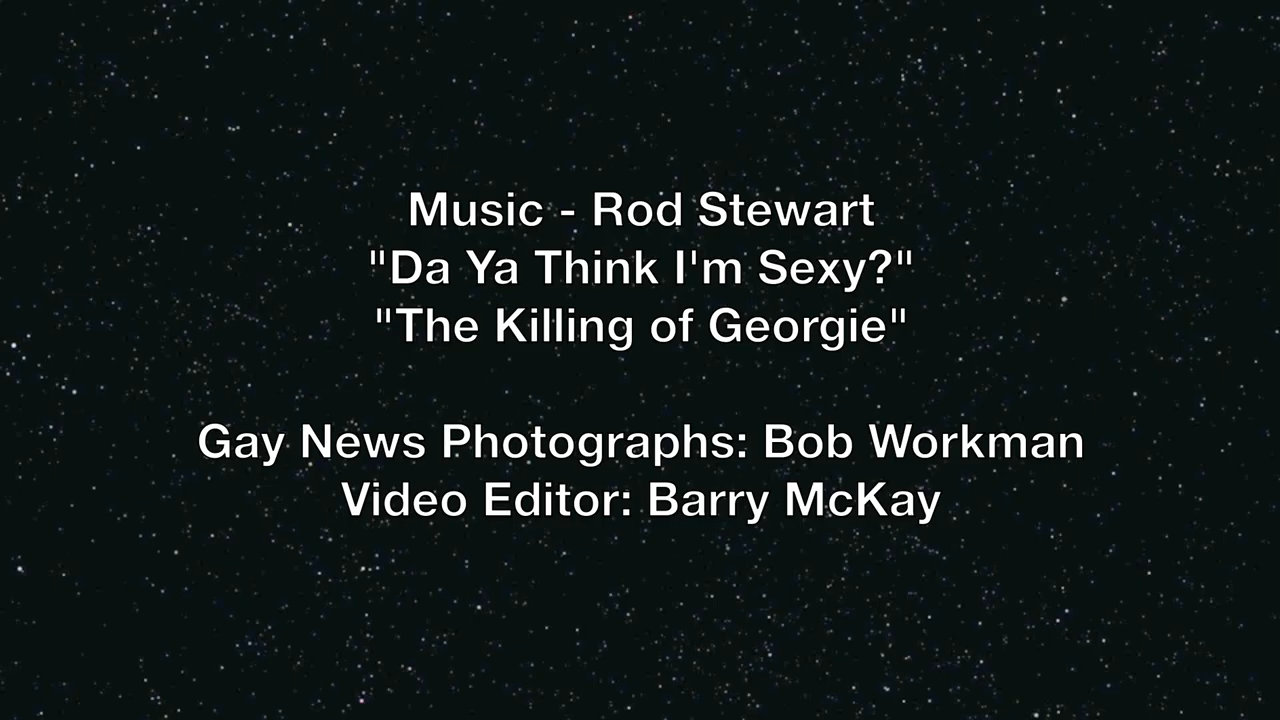 Music - Rod Stewart
"Da Ya Think I'm Sexy?"
"The Killing of Georgie"
Gay News Photographs: Bob Workman
Video Editor: Barry McKay